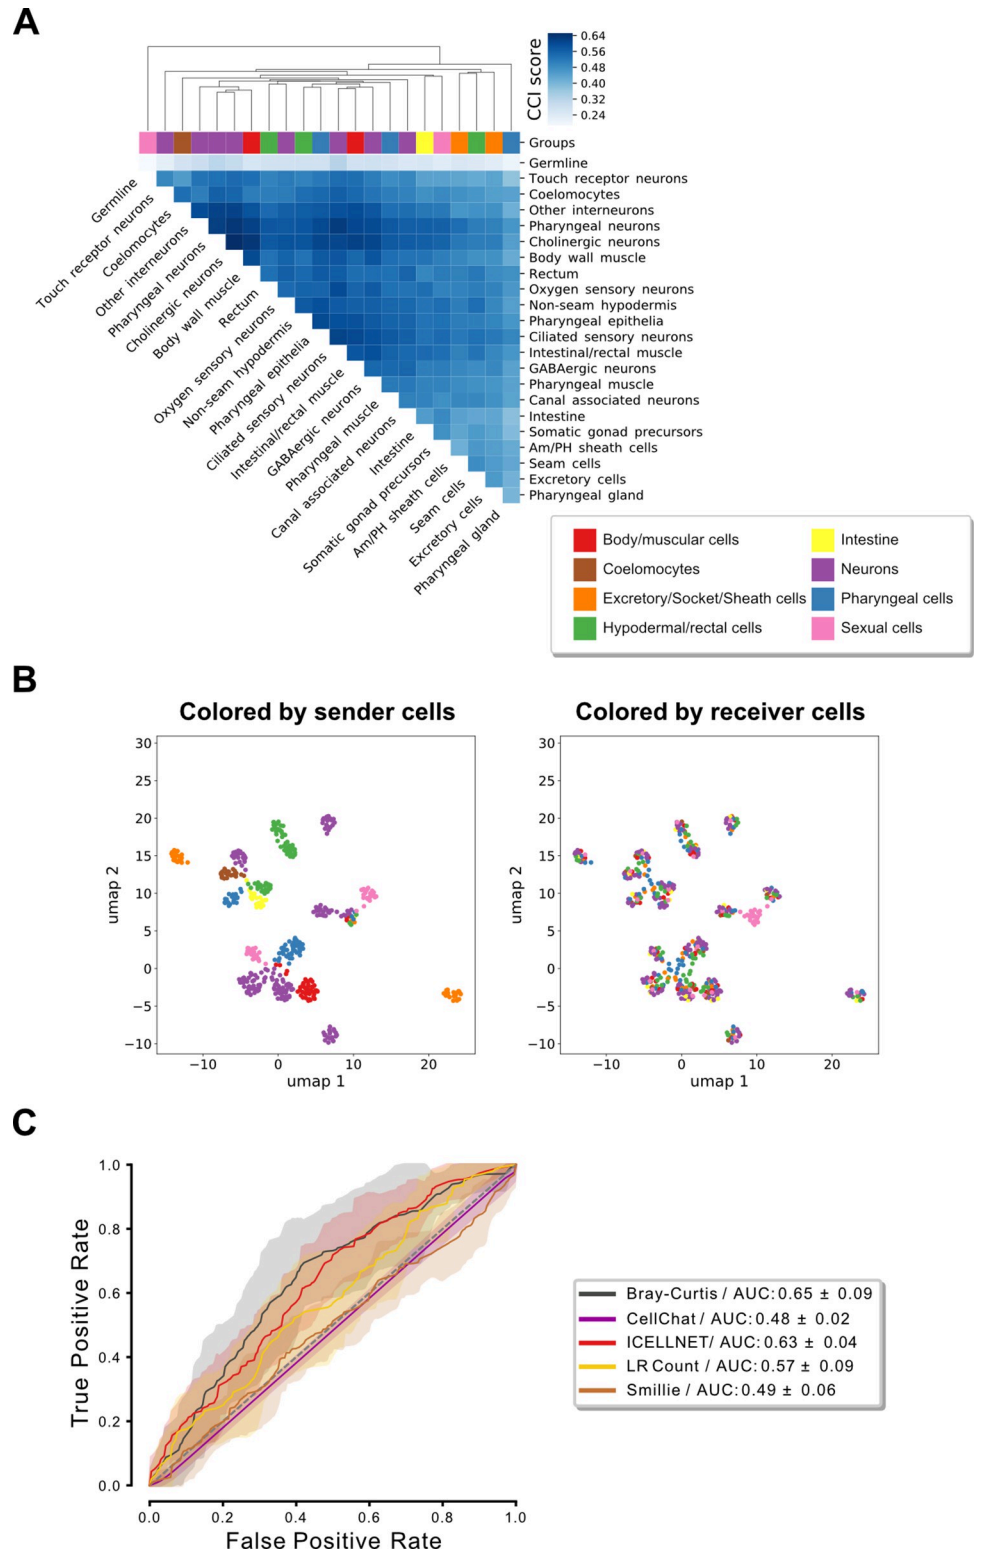 A
CCI score
0.64
0.56
0.48
0.40
0.32
0.24
Groups
Germline
Touch receptor neurons
Coelomocytes
Other interneurons
Pharyngeal neurons
Cholinergic neurons
Body wall muscle
Rectum
Oxygen sensory neurons
Non-seam hypodermis
Pharyngeal epithelia
Ciliated sensory neurons
Intestinal/rectal muscle
GABAergic neurons
Pharyngeal muscle
Canal associated neurons
Intestine
Somatic gonad precursors
Am/PH sheath cells
Seam cells
Excretory cells
Pharyngeal gland
Germline
Touch receptor neurons
Coelomocytes
Other interneurons
Pharyngeal neurons
Cholinergic neurons
Body wall muscle
Rectum
Oxygen sensory neurons
Non-seam hypodermis
Pharyngeal epithelia
Ciliated sensory neurons
Intestinal/rectal muscle
GABAergic neurons
Pharyngeal muscle
Canal associated neurons
Intestine
Somatic gonad precursors
Am/PH sheath cells
Seam cells
Excretory cells
Pharyngeal gland
Body/muscular cells
Coelomocytes
Excretory/Socket/Sheath cells
Hypodermal/rectal cells
Intestine
Neurons
Pharyngeal cells
Sexual cells
B
Colored by sender cells
30
25
20
15
10
5
0
−5
−10
umap 2
−10 0 10 20
umap 1
Colored by receiver cells
30
25
20
15
10
5
0
−5
−10
umap 2
−10 0 10 20
umap 1
C
1.0
0.8
0.6
0.4
0.2
0.0
True Positive Rate
0.0 0.2 0.4 0.6 0.8 1.0
False Positive Rate
Bray-Curtis / AUC: 0.65 ± 0.09
CellChat / AUC: 0.48 ± 0.02
ICELLNET/ AUC: 0.63 ± 0.04
LR Count / AUC: 0.57 ± 0.09
Smillie / AUC: 0.49 ± 0.06